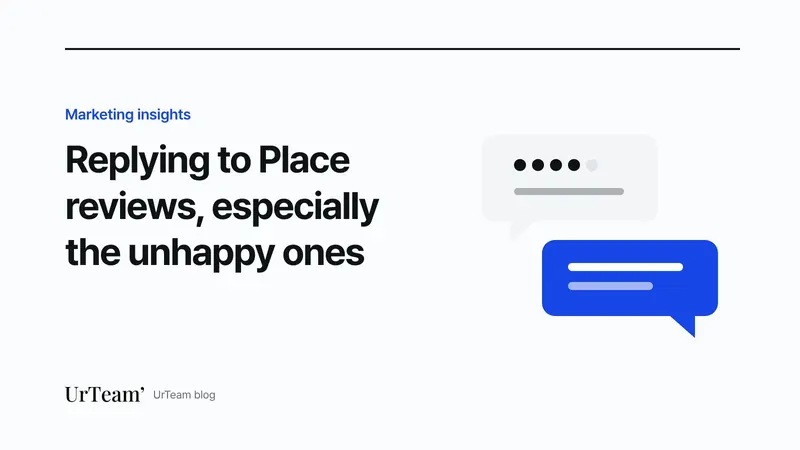 Marketing insights
Replying to Place
reviews, especially
the unhappy ones
UrTeam’ UrTeam blog